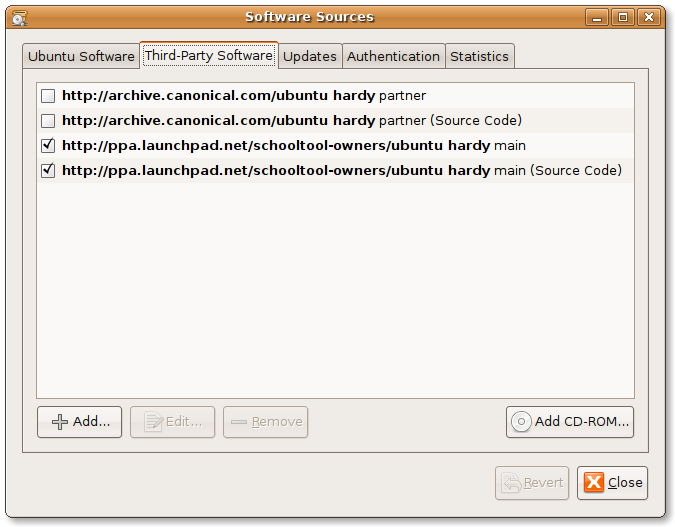 Software Sources
Ubuntu Software Third-Party Software Updates Authentication Statistics
http://archive.canonical.com/ubuntu hardy partner
http://archive.canonical.com/ubuntu hardy partner (Source Code)
http://ppa.launchpad.net/schooltool-owners/ubuntu hardy main
http://ppa.launchpad.net/schooltool-owners/ubuntu hardy main (Source Code)
Add... Edit... Remove Add CD-ROM...
Revert Close